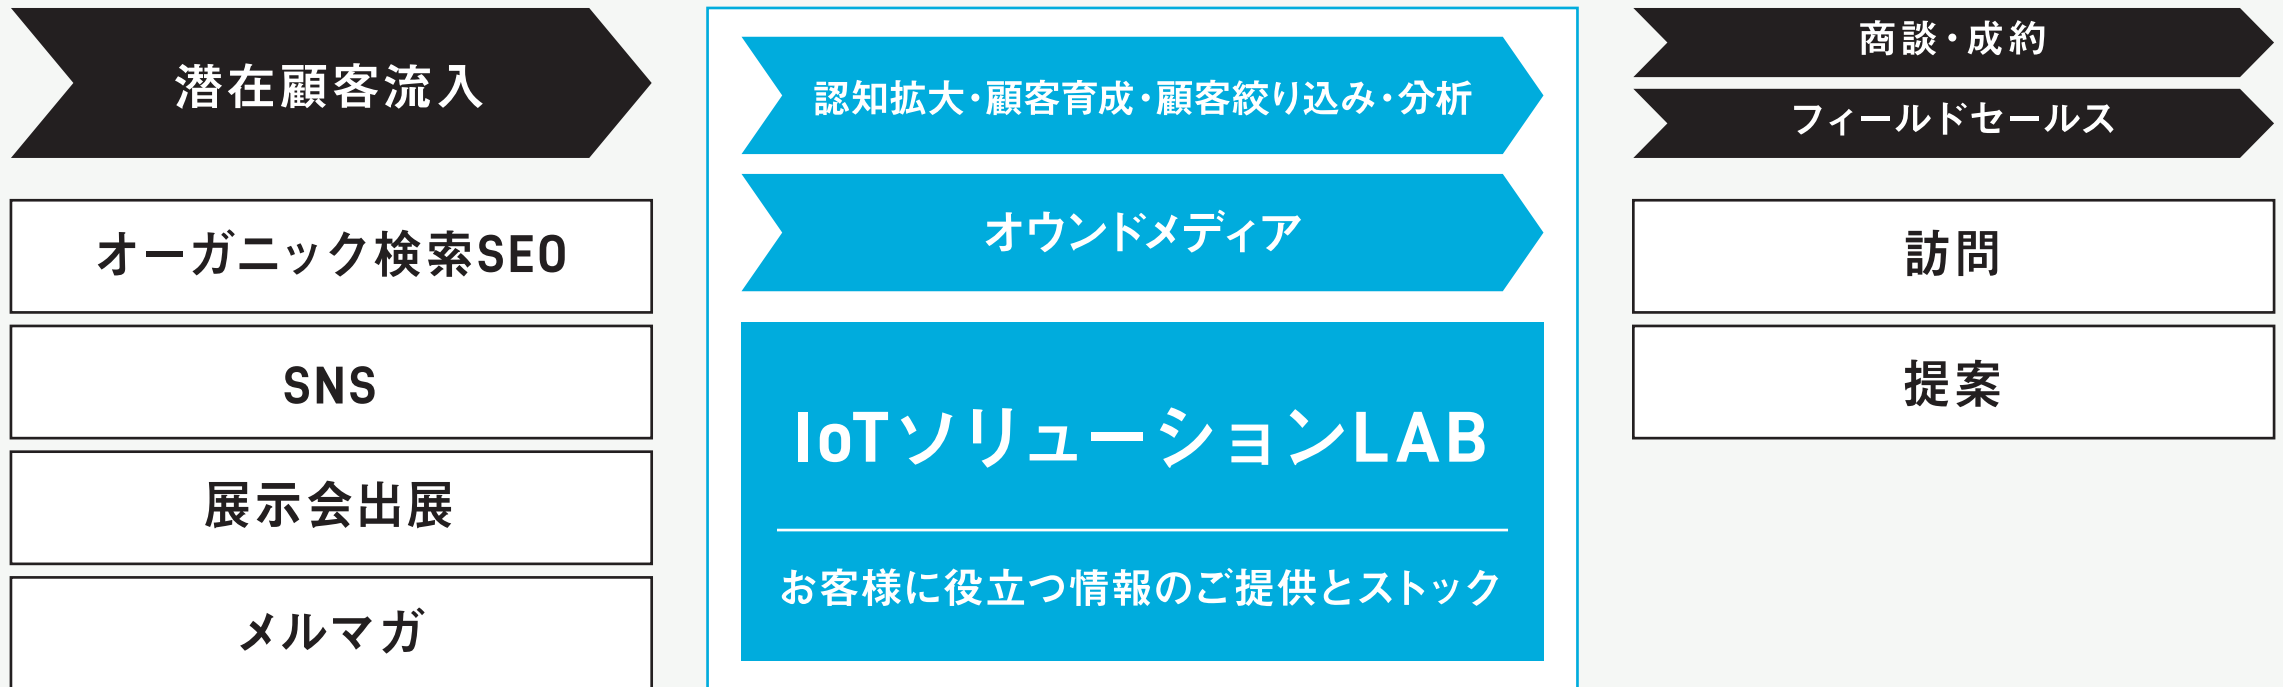 潜在顧客流入
オーガニック検索SEO
SNS
展示会出展
メルマガ
認知拡大・顧客育成・顧客絞り込み・分析
オウンドメディア
IoTソリューションLAB
お客様に役立つ情報のご提供とストック
商談・成約
フィールドセールス
訪問
提案